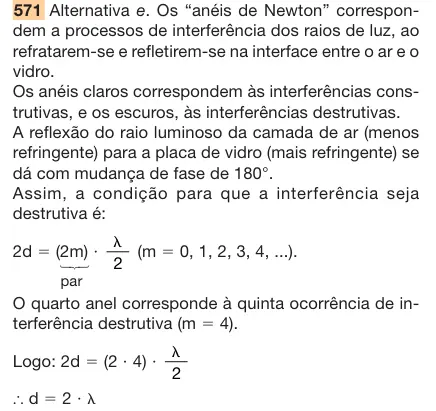 571 Alternativa e. Os “anéis de Newton” correspon-
dem a processos de interferência dos raios de luz, ao
refratarem-se e refletirem-se na interface entre o ar e o
vidro.
Os anéis claros correspondem às interferências cons-
trutivas, e os escuros, às interferências destrutivas.
A reflexão do raio luminoso da camada de ar (menos
refringente) para a placa de vidro (mais refringente) se
dá com mudança de fase de 180°.
Assim, a condição para que a interferência seja
destrutiva é:
2d = (2m) · λ/2 (m = 0, 1, 2, 3, 4, ...).
par
O quarto anel corresponde à quinta ocorrência de in-
terferência destrutiva (m = 4).
Logo: 2d = (2 · 4) · λ/2
∴ d = 2 · λ